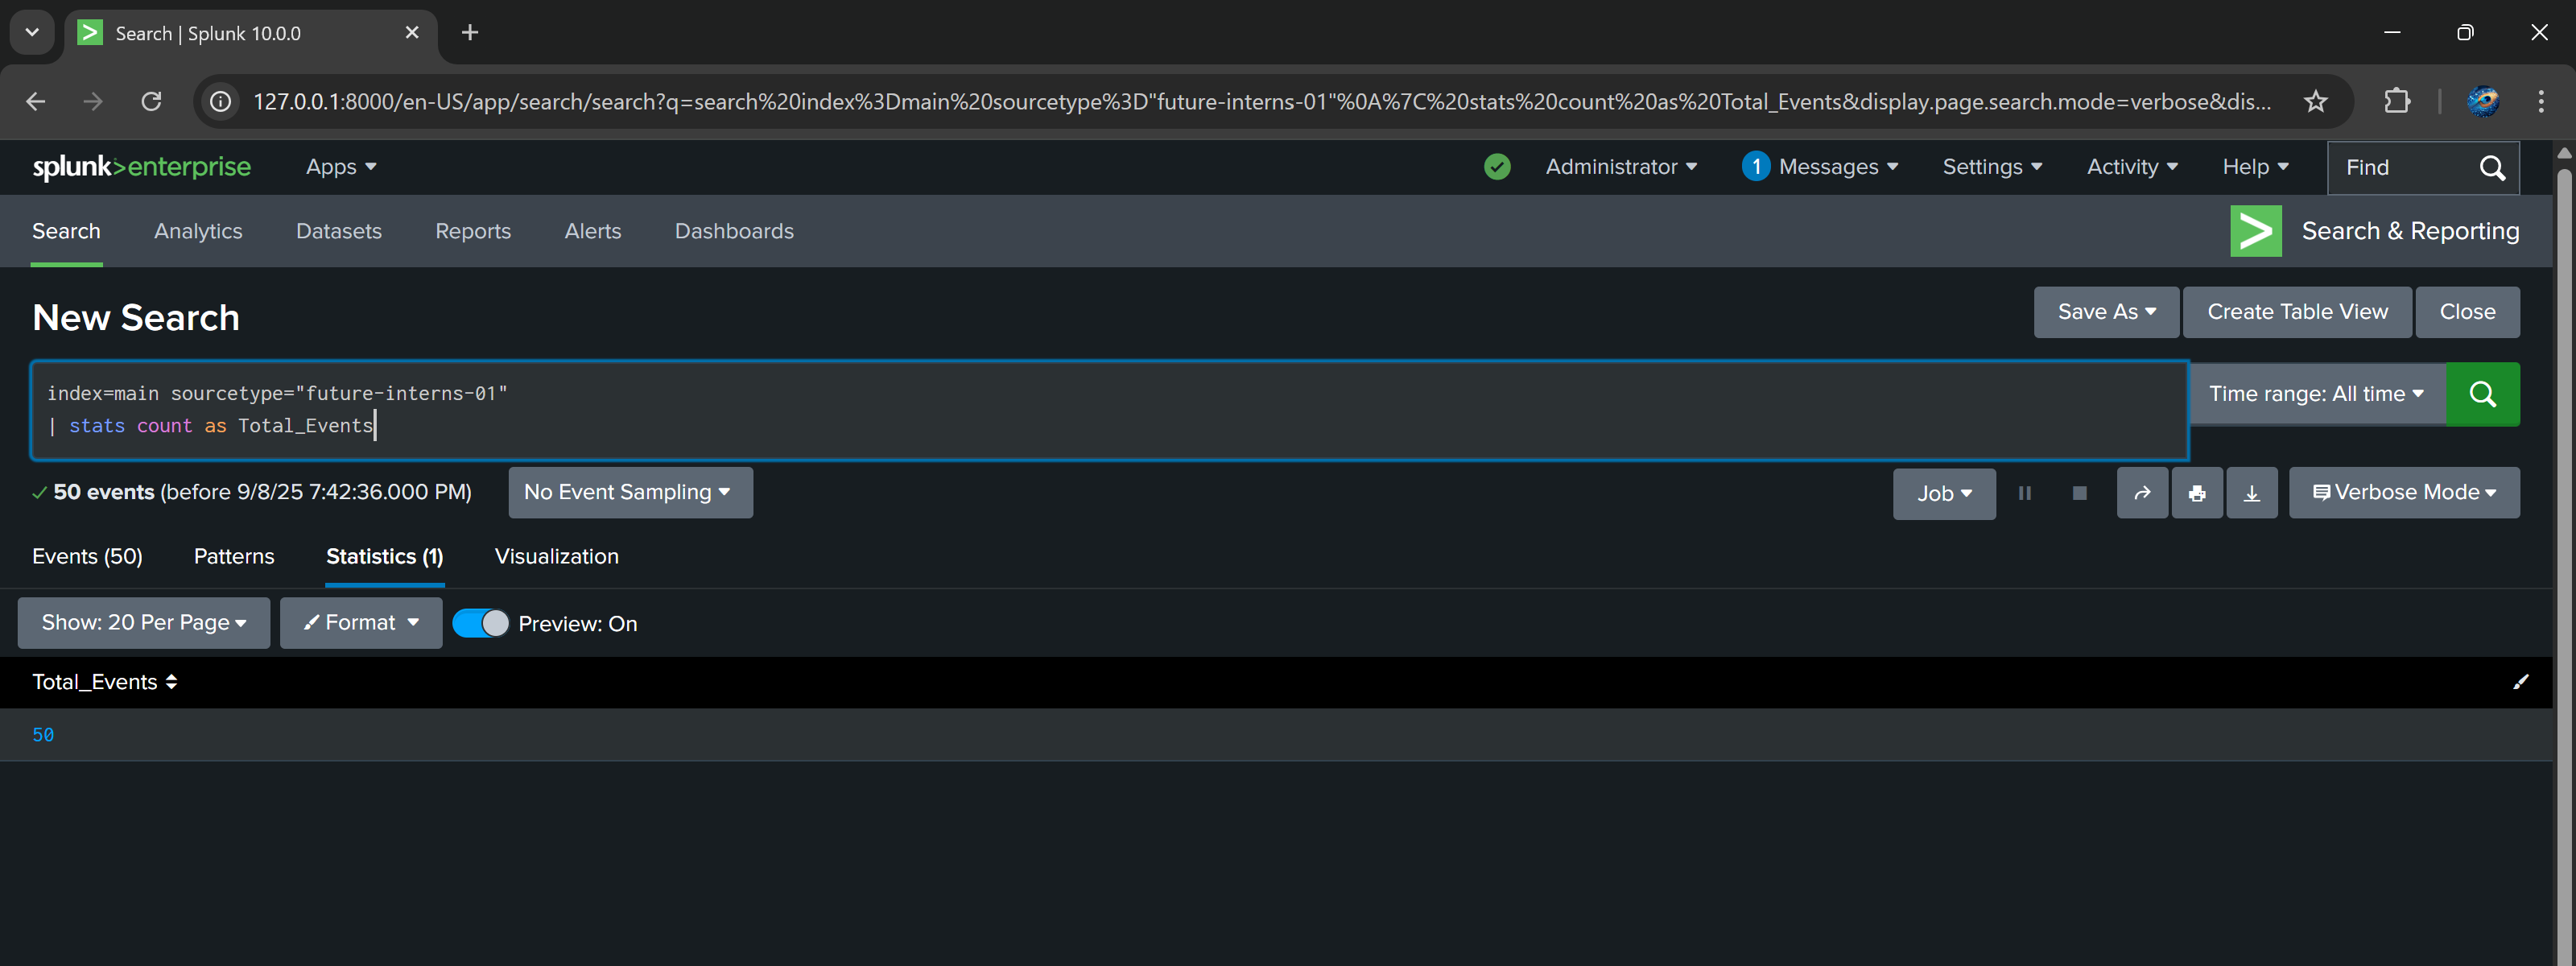 Search | Splunk 10.0.0
127.0.0.1:8000/en-US/app/search/search?q=search%20index%3Dmain%20sourcetype%3D"future-interns-01"%0A%7C%20stats%20count%20as%20Total_Events&display.page.search.mode=verbose&dis...
splunk>enterprise Apps Administrator 1 Messages Settings Activity Help Find
Search Analytics Datasets Reports Alerts Dashboards > Search & Reporting
New Search Save As Create Table View Close
index=main sourcetype="future-interns-01" Time range: All time
| stats count as Total_Events
50 events (before 9/8/25 7:42:36.000 PM) No Event Sampling Job Verbose Mode
Events (50) Patterns Statistics (1) Visualization
Show: 20 Per Page Format Preview: On
Total_Events
50